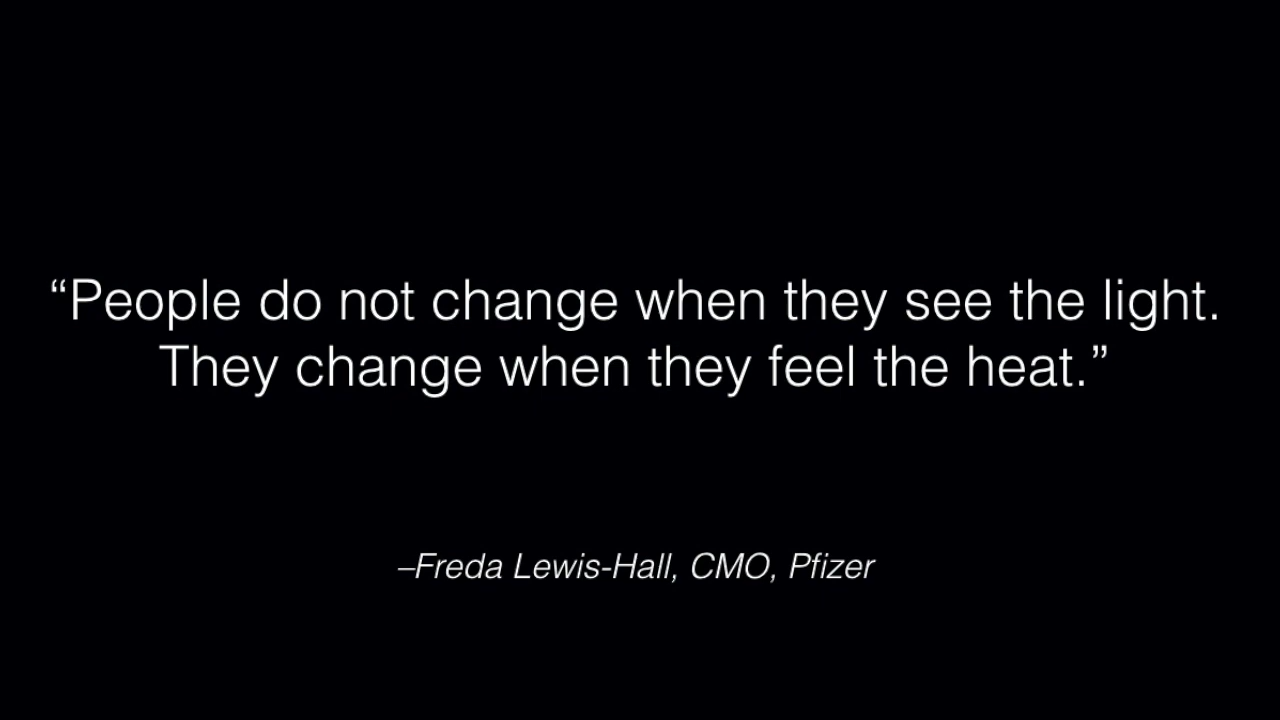 “People do not change when they see the light.
They change when they feel the heat.”
–Freda Lewis-Hall, CMO, Pfizer